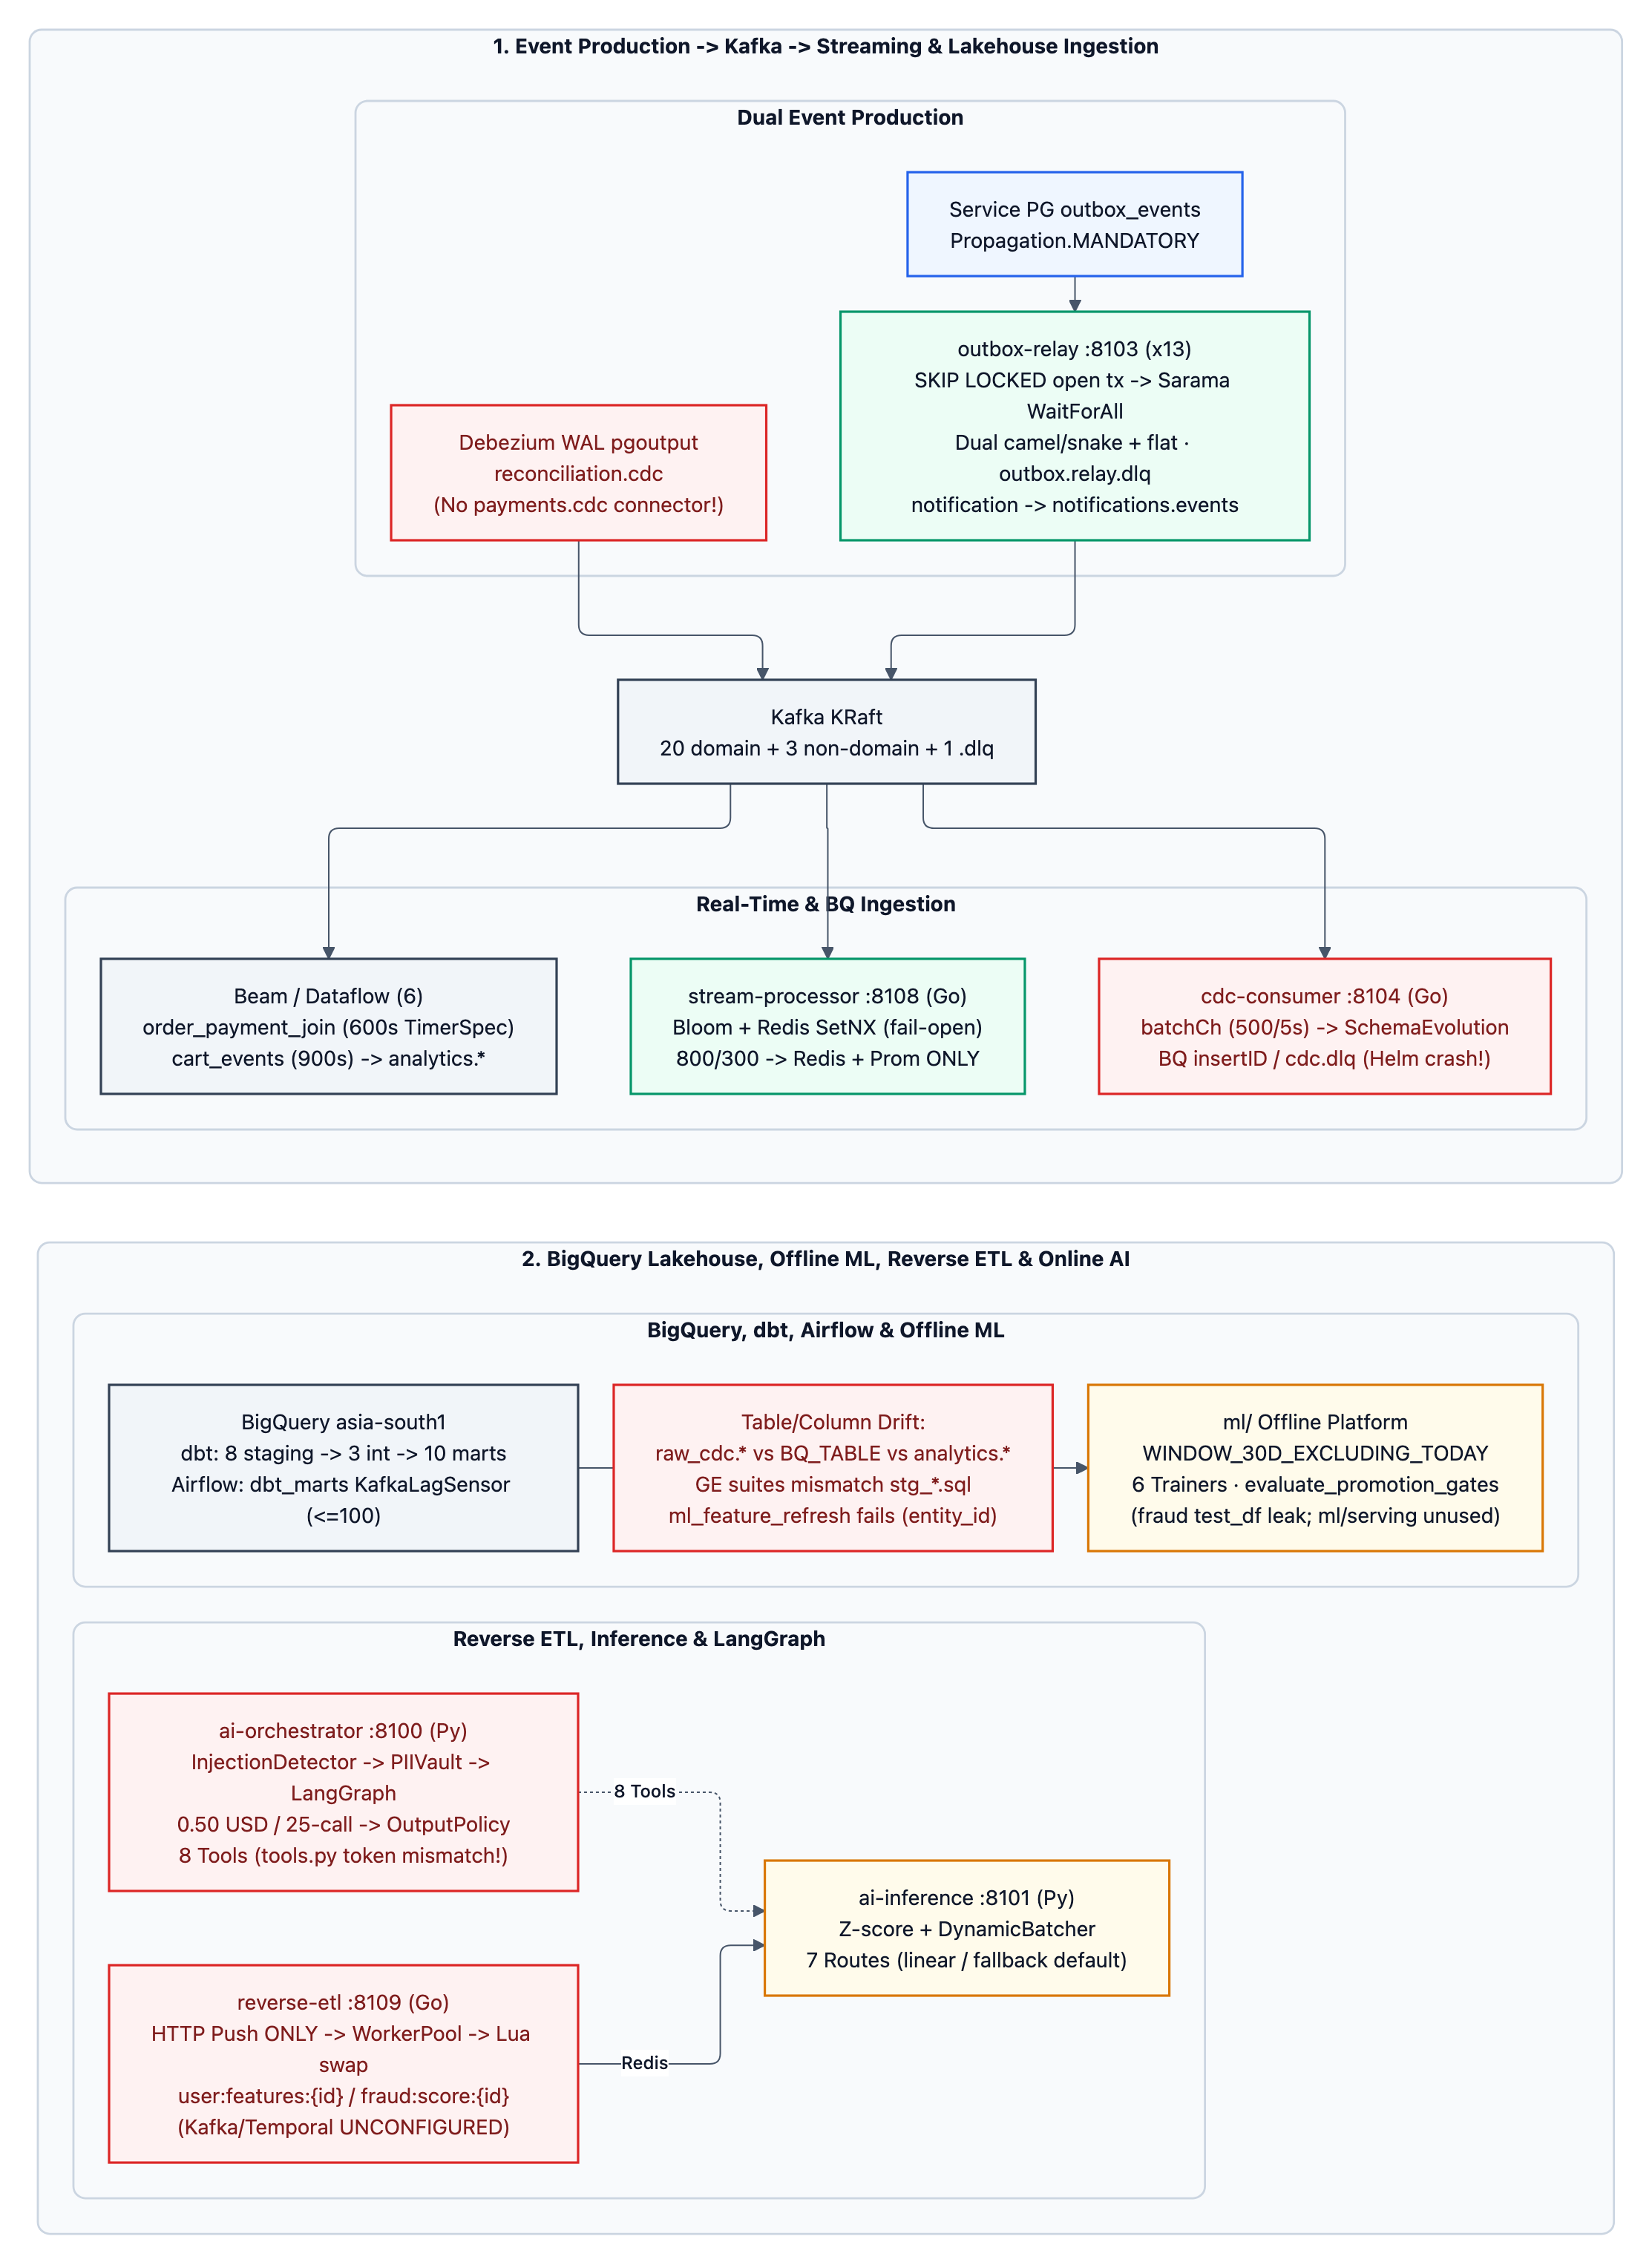 1. Event Production -> Kafka -> Streaming & Lakehouse Ingestion
Dual Event Production
Service PG outbox_events
Propagation.MANDATORY
outbox-relay :8103 (x13)
SKIP LOCKED open tx -> Sarama
WaitForAll
Dual camel/snake + flat ·
outbox.relay.dlq
notification -> notifications.events
Debezium WAL pgoutput
reconciliation.cdc
(No payments.cdc connector!)
Kafka KRaft
20 domain + 3 non-domain + 1 .dlq
Real-Time & BQ Ingestion
Beam / Dataflow (6)
order_payment_join (600s TimerSpec)
cart_events (900s) -> analytics.*
stream-processor :8108 (Go)
Bloom + Redis SetNX (fail-open)
800/300 -> Redis + Prom ONLY
cdc-consumer :8104 (Go)
batchCh (500/5s) -> SchemaEvolution
BQ insertID / cdc.dlq (Helm crash!)
2. BigQuery Lakehouse, Offline ML, Reverse ETL & Online AI
BigQuery, dbt, Airflow & Offline ML
BigQuery asia-south1
dbt: 8 staging -> 3 int -> 10 marts
Airflow: dbt_marts KafkaLagSensor
(<=100)
Table/Column Drift:
raw_cdc.* vs BQ_TABLE vs analytics.*
GE suites mismatch stg_*.sql
ml_feature_refresh fails (entity_id)
ml/ Offline Platform
WINDOW_30D_EXCLUDING_TODAY
6 Trainers · evaluate_promotion_gates
(fraud test_df leak; ml/serving unused)
Reverse ETL, Inference & LangGraph
ai-orchestrator :8100 (Py)
InjectionDetector -> PIIVault ->
LangGraph
0.50 USD / 25-call -> OutputPolicy
8 Tools (tools.py token mismatch!)
8 Tools
ai-inference :8101 (Py)
Z-score + DynamicBatcher
7 Routes (linear / fallback default)
reverse-etl :8109 (Go)
HTTP Push ONLY -> WorkerPool -> Lua
swap
user:features:{id} / fraud:score:{id}
(Kafka/Temporal UNCONFIGURED)
Redis